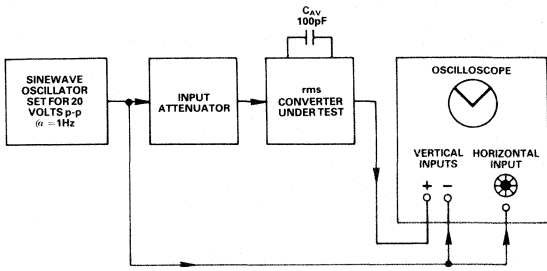 C_AV
100pF
SINEWAVE
OSCILLATOR
SET FOR 20
VOLTS p-p
@ ≈ 1Hz
INPUT
ATTENUATOR
rms
CONVERTER
UNDER TEST
OSCILLOSCOPE
VERTICAL
INPUTS
HORIZONTAL
INPUT
+ −